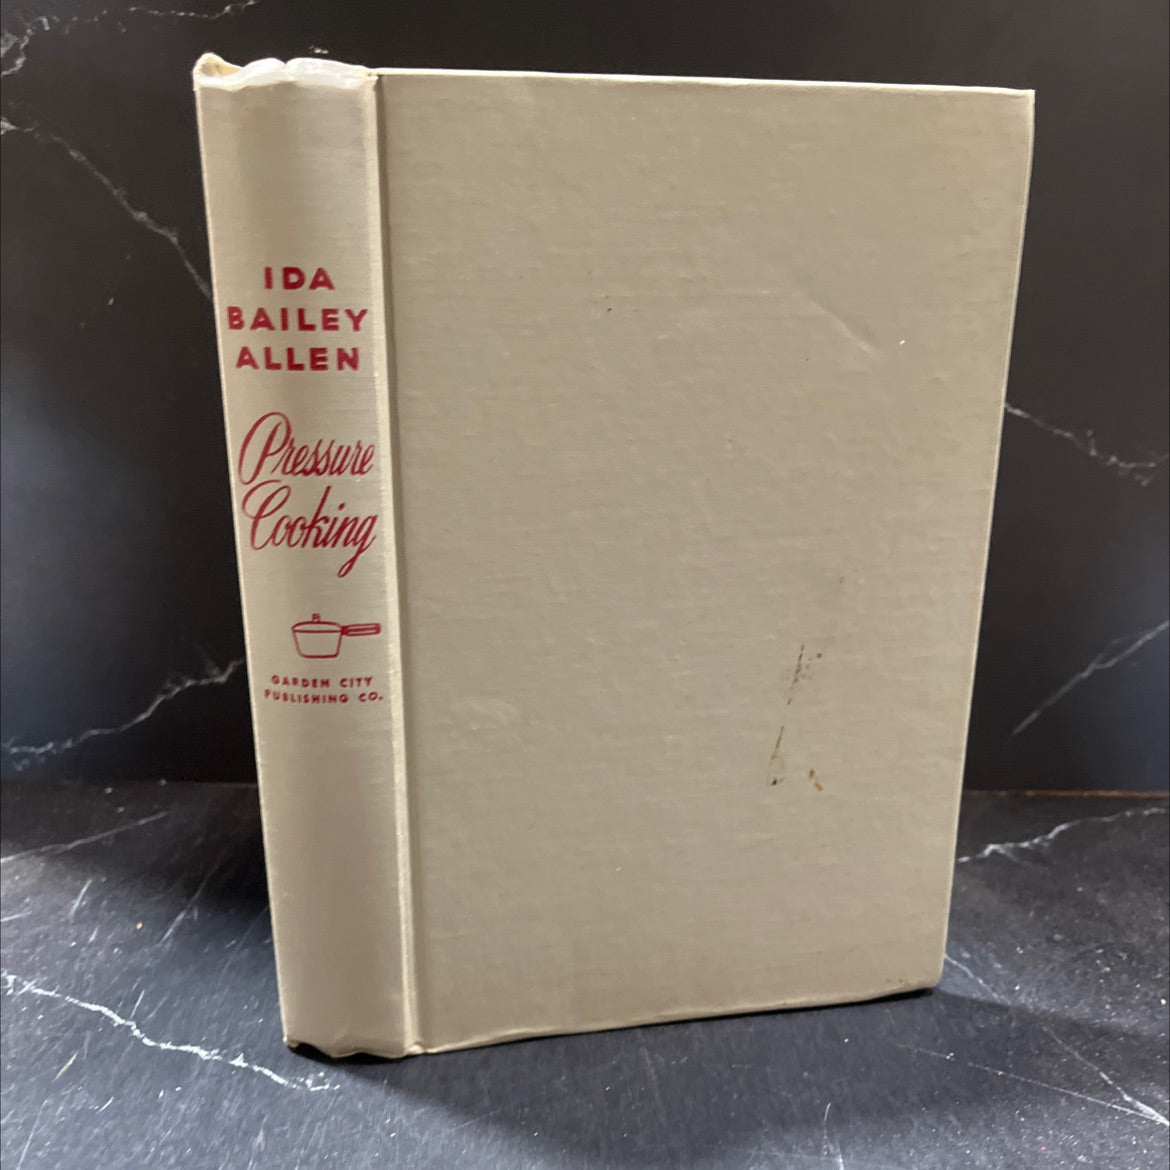 IDA
BAILEY
ALLEN
Pressure
Cooking
GARDEN CITY
PUBLISHING CO.